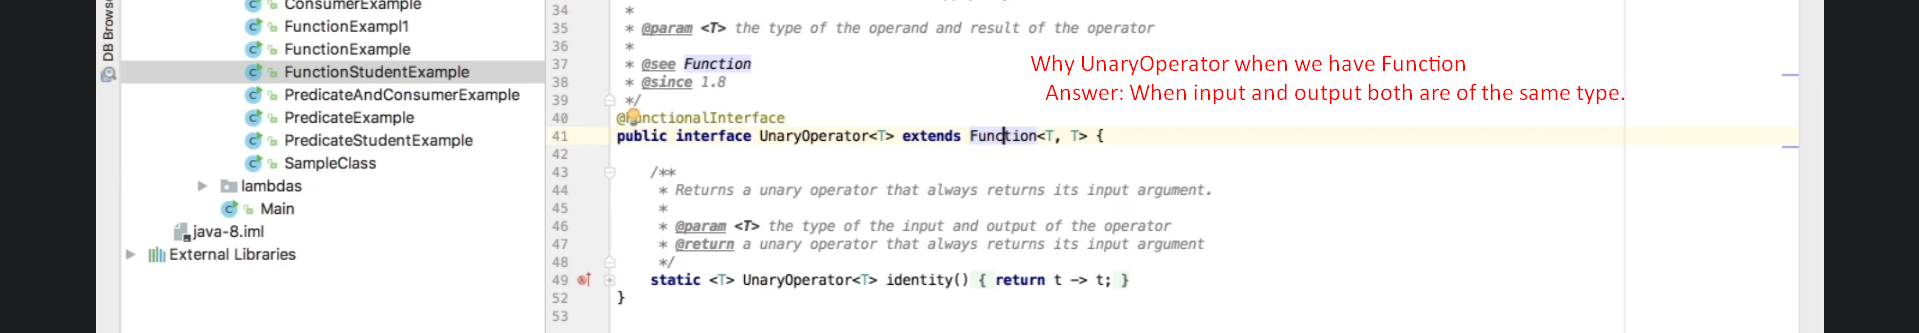 DB Brows
ConsumerExample
FunctionExampl1
FunctionExample
FunctionStudentExample
PredicateAndConsumerExample
PredicateExample
PredicateStudentExample
SampleClass
lambdas
Main
java-8.iml
External Libraries
34 *
35 * @param <T> the type of the operand and result of the operator
36 *
37 * @see Function
38 * @since 1.8
39 */
40 @FunctionalInterface
41 public interface UnaryOperator<T> extends Function<T, T> {
42
43 /**
44 * Returns a unary operator that always returns its input argument.
45 *
46 * @param <T> the type of the input and output of the operator
47 * @return a unary operator that always returns its input argument
48 */
49 static <T> UnaryOperator<T> identity() { return t -> t; }
52 }
53
Why UnaryOperator when we have Function
Answer: When input and output both are of the same type.